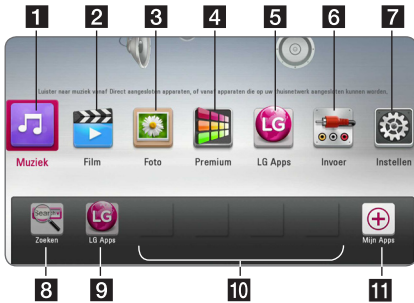 1 2 3 4 5 6 7
Luister naar muziek vanaf Direct aangesloten apparaten, of vanaf apparaten die op uw thuisnetwerk aangesloten kunnen worden.
LG
Muziek Film Foto Premium LG Apps Invoer Instellen
Search LG
Zoeken LG Apps Mijn Apps
8 9 10 11